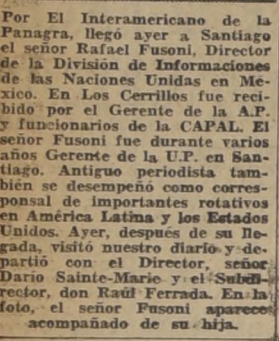 Por El Interamericano de la
Panagra, llegó ayer a Santiago
el señor Rafael Fusoni, Director
de la División de Informaciones
de las Naciones Unidas en Mé-
xico. En Los Cerrillos fue reci-
bido por el Gerente de la A.P.
y funcionarios de la CAPAL. El
señor Fusoni fue durante varios
años Gerente de la U.P. en San-
tiago. Antiguo periodista tam-
bién se desempeñó como corres-
ponsal de importantes rotativos
en América Latina y los Estados
Unidos. Ayer, después de su lle-
gada, visitó nuestro diario y de-
partió con el Director, señor
Darío Sainte-Marie y el Subdi-
rector, don Raúl Ferrada. En la
foto, el señor Fusoni aparece
acompañado de su hija.